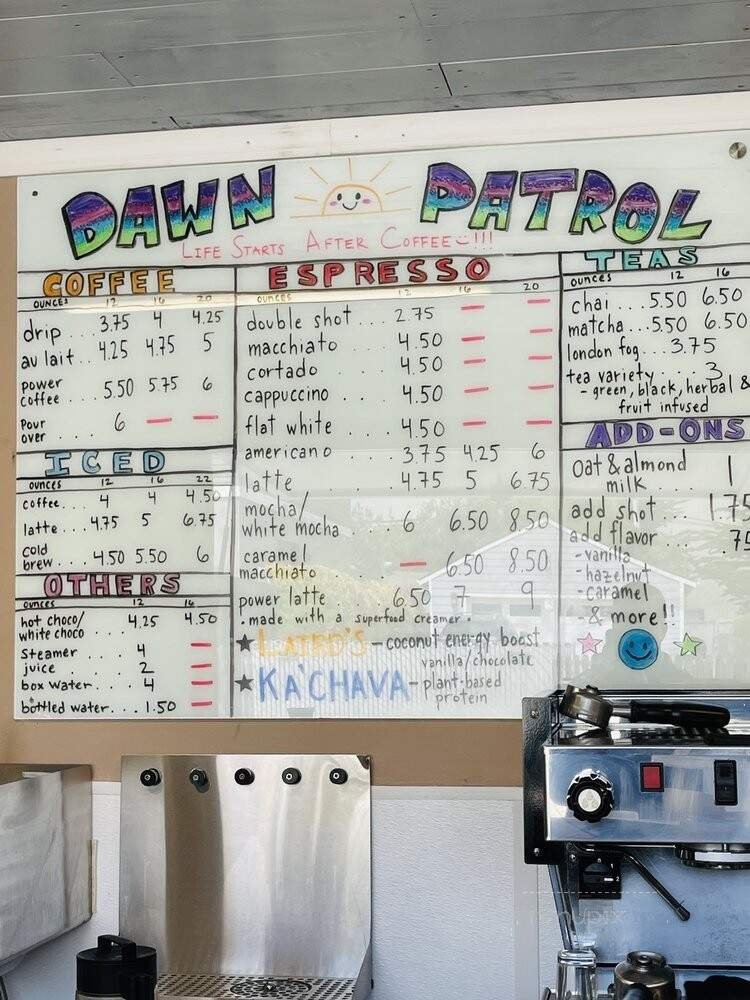 DAWN PATROL
LIFE STARTS AFTER COFFEE !!!
COFFEE
OUNCES 12 16 20
drip . . 3.75 4 4.25
au lait . . 4.25 4.75 5
power
coffee . . . 5.50 5.75 6
Pour
over . . . . 6 — —
ICED
OUNCES 12 16 22
coffee . . . 4 4 4.50
latte . . . 4.75 5 6.75
cold
brew . . . 4.50 5.50 6
OTHERS
OUNCES 12 16
hot choco/
white choco . . . 4.25 4.50
steamer . . 4 —
juice . . . 2 —
box water . . . 4 —
bottled water . . . 1.50 —
ESPRESSO
OUNCES 12 16 20
double shot . . . 2.75 — —
macchiato . . . 4.50 — —
cortado . . . . 4.50 — —
cappuccino . . . 4.50 — —
flat white . . . 4.50 — —
americano . . . 3.75 4.25 6
latte . . . . 4.75 5 6.75
mocha/
white mocha . . . 6 6.50 8.50
caramel
macchiato . . . — 6.50 8.50
power latte . . 6.50 7 9
• made with a superfood creamer •
★ LAIRD'S - coconut energy boost
vanilla/chocolate
★ KA'CHAVA - plant-based
protein
TEAS
OUNCES 12 16
chai . . . 5.50 6.50
matcha . . . 5.50 6.50
london fog . . . 3.75
tea variety . . . . 3
- green, black, herbal &
fruit infused
ADD-ONS
oat & almond
milk . . . 1
add shot . . . 1.75
add flavor . . . .75
- vanilla
- hazelnut
- caramel
- & more!!